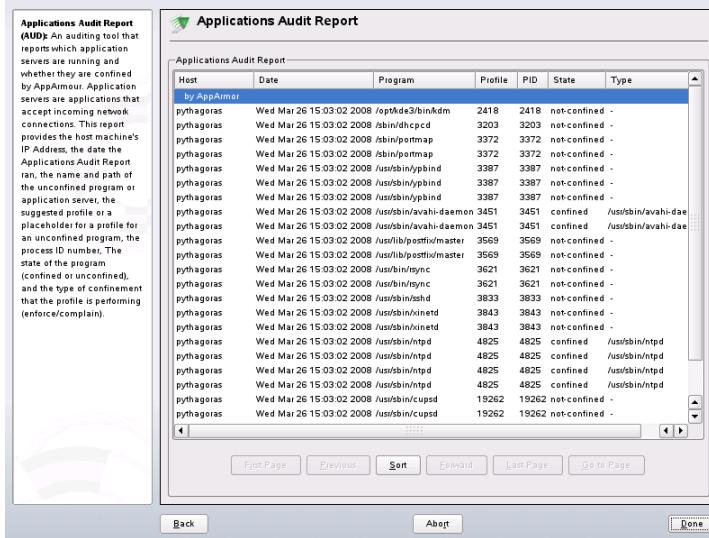 Applications Audit Report
(AUD): An auditing tool that
reports which application
servers are running and
whether they are confined
by AppArmour. Application
servers are applications that
accept incoming network
connections. This report
provides the host machine's
IP Address, the date the
Applications Audit Report
ran, the name and path of
the unconfined program or
application server, the
suggested profile or a
placeholder for a profile for
an unconfined program, the
process ID number, The
state of the program
(confined or unconfined),
and the type of confinement
that the profile is performing
(enforce/complain).
Applications Audit Report
Applications Audit Report
Host Date Program Profile PID State Type
by AppArmor
pythagoras Wed Mar 26 15:03:02 2008 /opt/kde3/bin/kdm 2418 2418 not-confined -
pythagoras Wed Mar 26 15:03:02 2008 /sbin/dhcpcd 3203 3203 not-confined -
pythagoras Wed Mar 26 15:03:02 2008 /sbin/portmap 3372 3372 not-confined -
pythagoras Wed Mar 26 15:03:02 2008 /sbin/portmap 3372 3372 not-confined -
pythagoras Wed Mar 26 15:03:02 2008 /usr/sbin/ypbind 3387 3387 not-confined -
pythagoras Wed Mar 26 15:03:02 2008 /usr/sbin/ypbind 3387 3387 not-confined -
pythagoras Wed Mar 26 15:03:02 2008 /usr/sbin/ypbind 3387 3387 not-confined -
pythagoras Wed Mar 26 15:03:02 2008 /usr/sbin/avahi-daemon 3451 3451 confined /usr/sbin/avahi-dae
pythagoras Wed Mar 26 15:03:02 2008 /usr/sbin/avahi-daemon 3451 3451 confined /usr/sbin/avahi-dae
pythagoras Wed Mar 26 15:03:02 2008 /usr/lib/postfix/master 3569 3569 not-confined -
pythagoras Wed Mar 26 15:03:02 2008 /usr/lib/postfix/master 3569 3569 not-confined -
pythagoras Wed Mar 26 15:03:02 2008 /usr/bin/rsync 3621 3621 not-confined -
pythagoras Wed Mar 26 15:03:02 2008 /usr/bin/rsync 3621 3621 not-confined -
pythagoras Wed Mar 26 15:03:02 2008 /usr/sbin/sshd 3833 3833 not-confined -
pythagoras Wed Mar 26 15:03:02 2008 /usr/sbin/xinetd 3843 3843 not-confined -
pythagoras Wed Mar 26 15:03:02 2008 /usr/sbin/xinetd 3843 3843 not-confined -
pythagoras Wed Mar 26 15:03:02 2008 /usr/sbin/ntpd 4825 4825 confined /usr/sbin/ntpd
pythagoras Wed Mar 26 15:03:02 2008 /usr/sbin/ntpd 4825 4825 confined /usr/sbin/ntpd
pythagoras Wed Mar 26 15:03:02 2008 /usr/sbin/ntpd 4825 4825 confined /usr/sbin/ntpd
pythagoras Wed Mar 26 15:03:02 2008 /usr/sbin/ntpd 4825 4825 confined /usr/sbin/ntpd
pythagoras Wed Mar 26 15:03:02 2008 /usr/sbin/cupsd 19262 19262 not-confined -
pythagoras Wed Mar 26 15:03:02 2008 /usr/sbin/cupsd 19262 19262 not-confined -
First Page Previous Sort Forward Last Page Go to Page
Back Abort Done